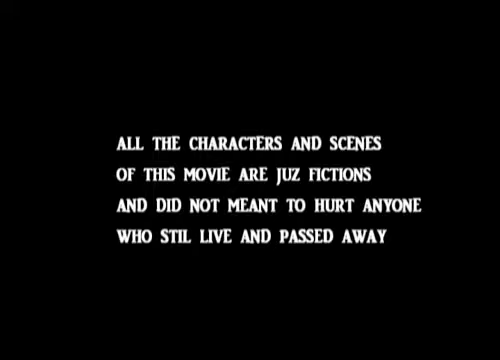 ALL THE CHARACTERS AND SCENES
OF THIS MOVIE ARE JUZ FICTIONS
AND DID NOT MEANT TO HURT ANYONE
WHO STIL LIVE AND PASSED AWAY